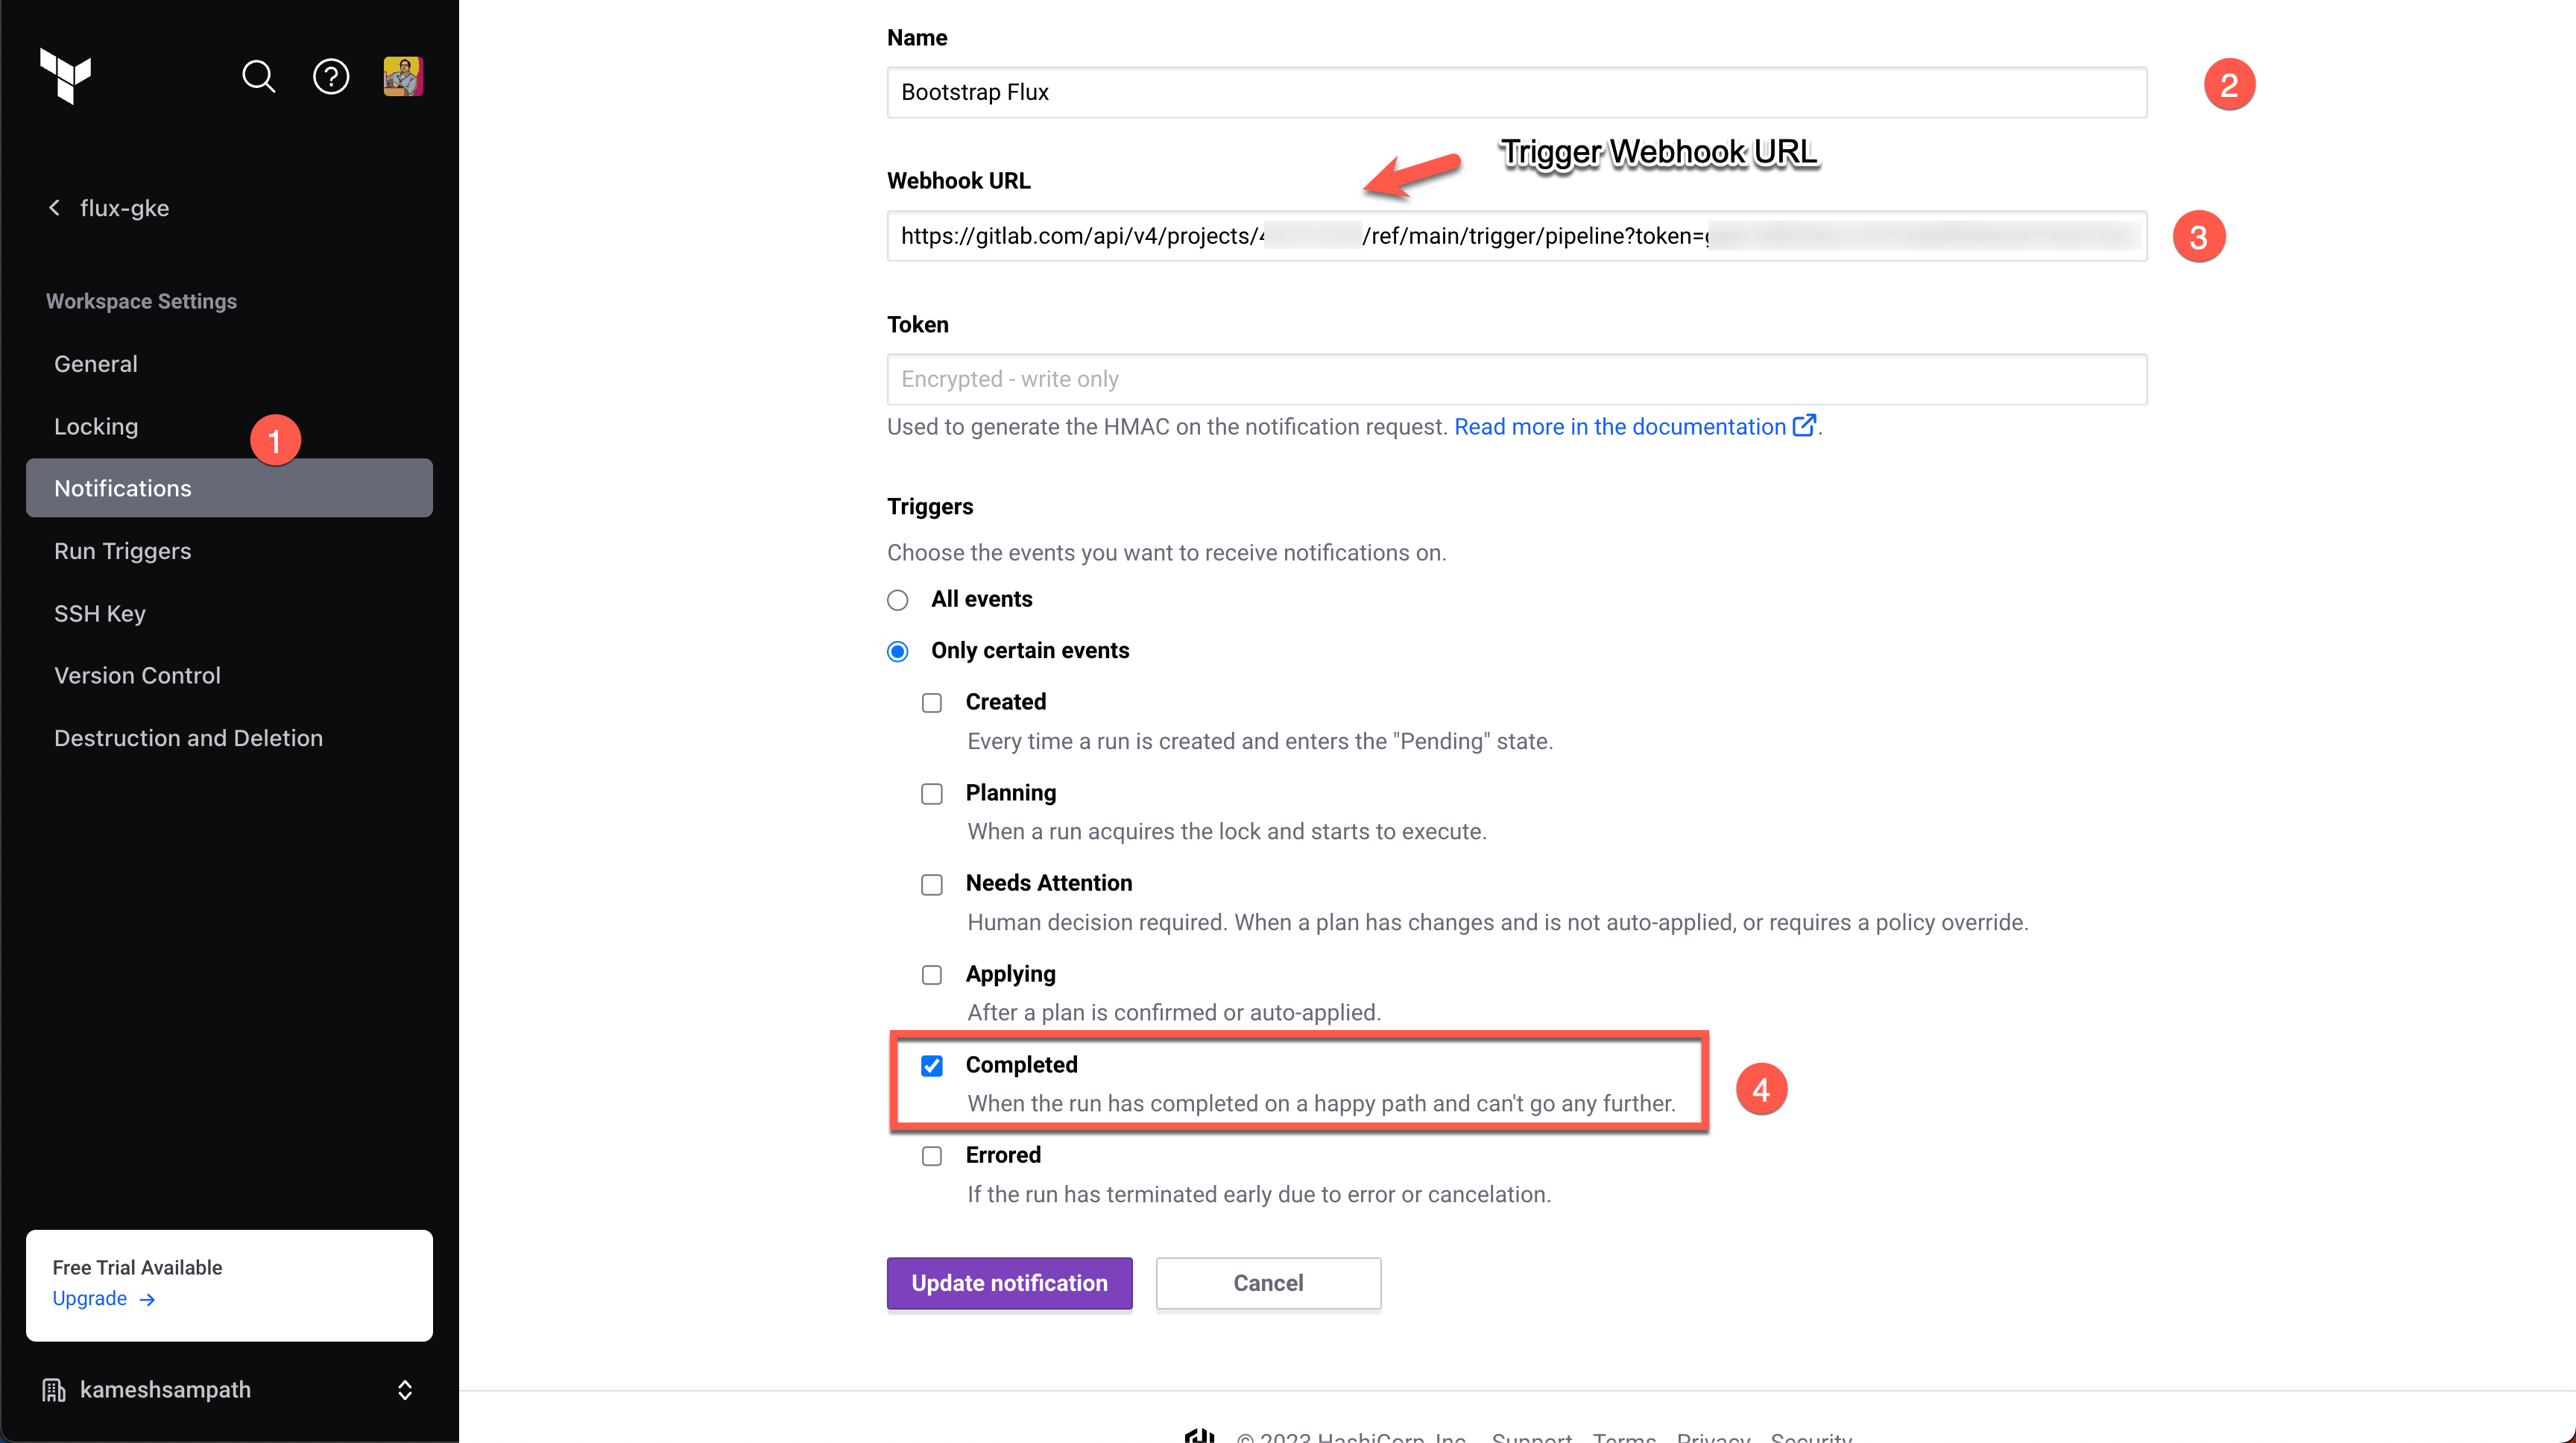 flux-gke
Workspace Settings
General
Locking
1
Notifications
Run Triggers
SSH Key
Version Control
Destruction and Deletion
Free Trial Available
Upgrade →
kameshsampath
Name
Bootstrap Flux
2
Trigger Webhook URL
Webhook URL
https://gitlab.com/api/v4/projects/4 /ref/main/trigger/pipeline?token=
3
Token
Encrypted - write only
Used to generate the HMAC on the notification request. Read more in the documentation.
Triggers
Choose the events you want to receive notifications on.
All events
Only certain events
Created
Every time a run is created and enters the "Pending" state.
Planning
When a run acquires the lock and starts to execute.
Needs Attention
Human decision required. When a plan has changes and is not auto-applied, or requires a policy override.
Applying
After a plan is confirmed or auto-applied.
Completed
When the run has completed on a happy path and can't go any further.
4
Errored
If the run has terminated early due to error or cancelation.
Update notification
Cancel
© 2023 HashiCorp, Inc. Support Terms Privacy Security